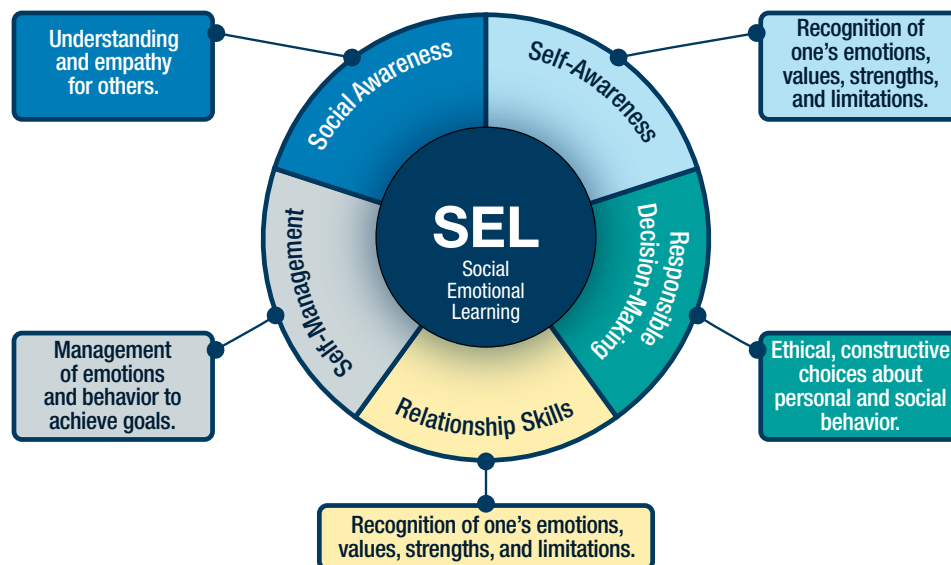 Understanding
and empathy
for others.
Social Awareness
Self-Awareness
Recognition of
one's emotions,
values, strengths,
and limitations.
SEL
Social
Emotional
Learning
Self-Management
Responsible
Decision-Making
Management
of emotions
and behavior to
achieve goals.
Relationship Skills
Ethical, constructive
choices about
personal and social
behavior.
Recognition of one's emotions,
values, strengths, and limitations.